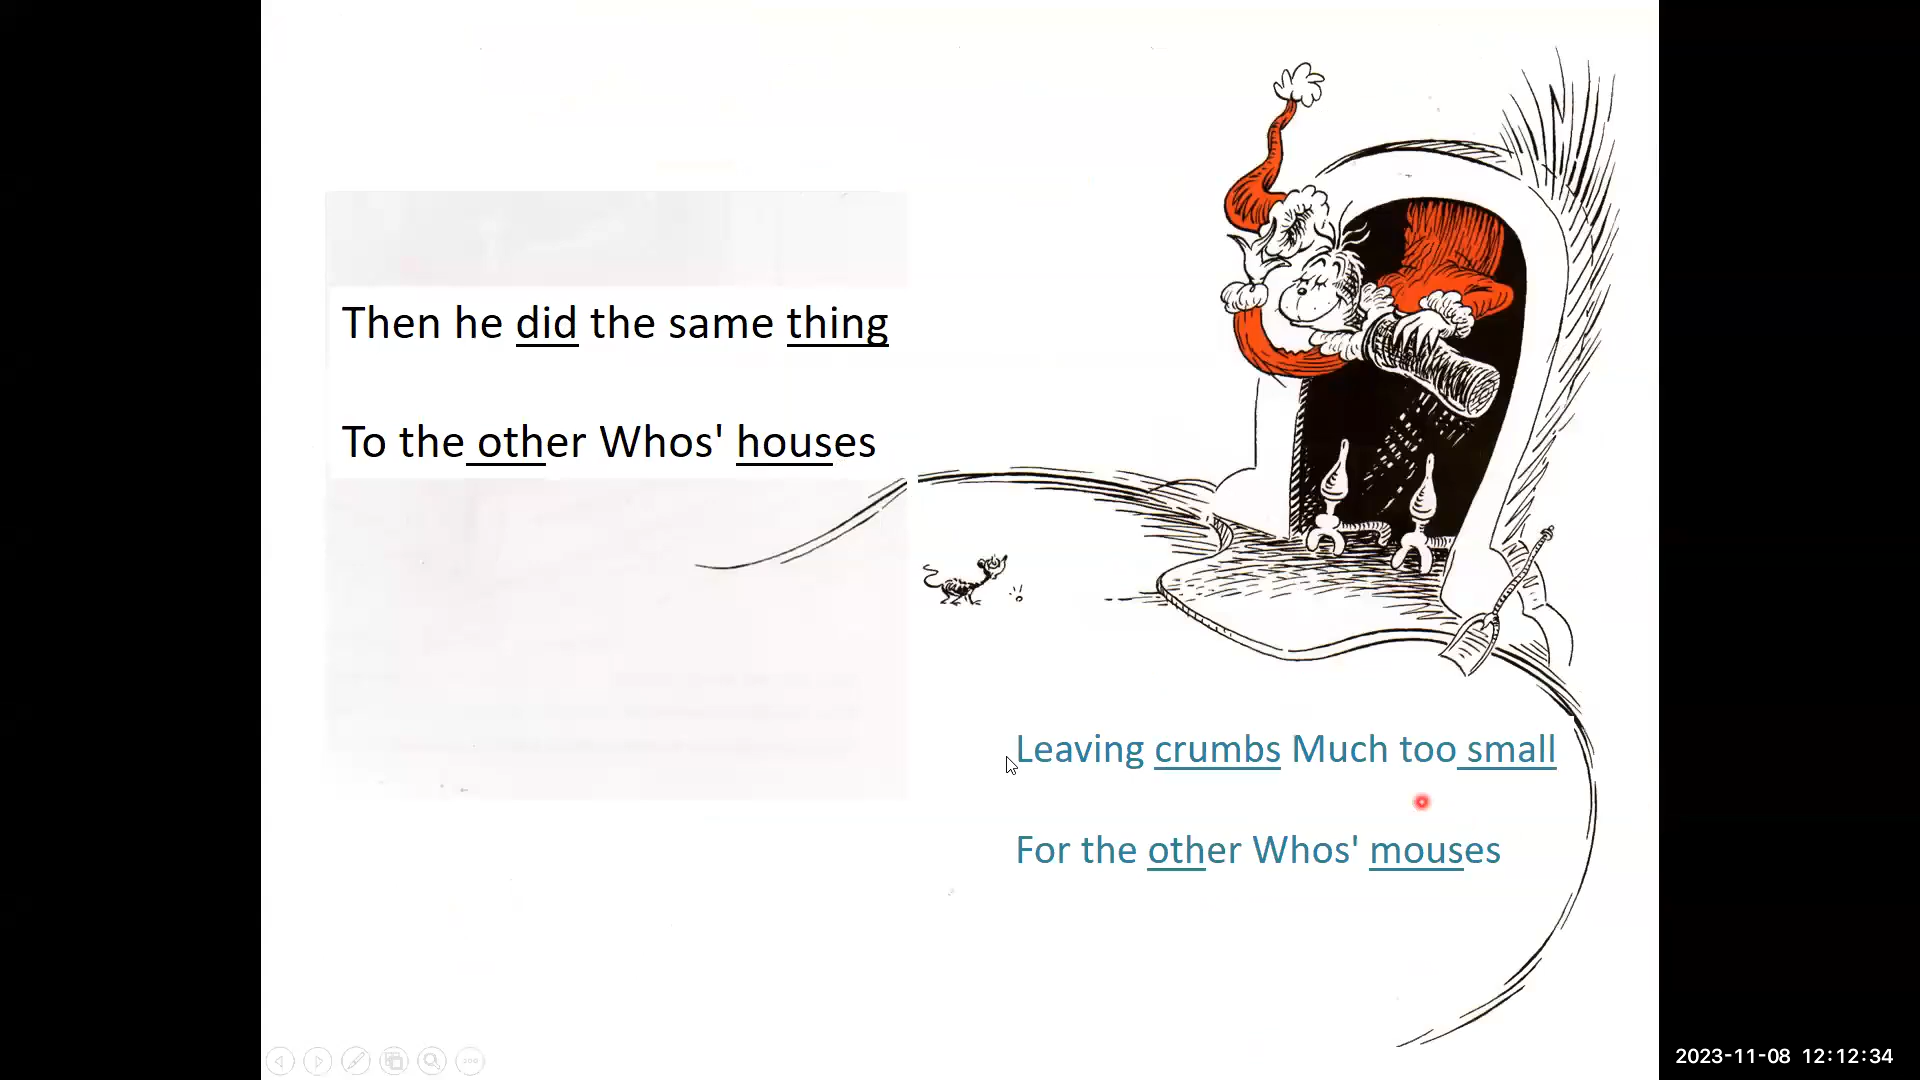 Then he did the same thing
To the other Whos' houses
Leaving crumbs Much too small
For the other Whos' mouses
2023-11-08 12:12:34